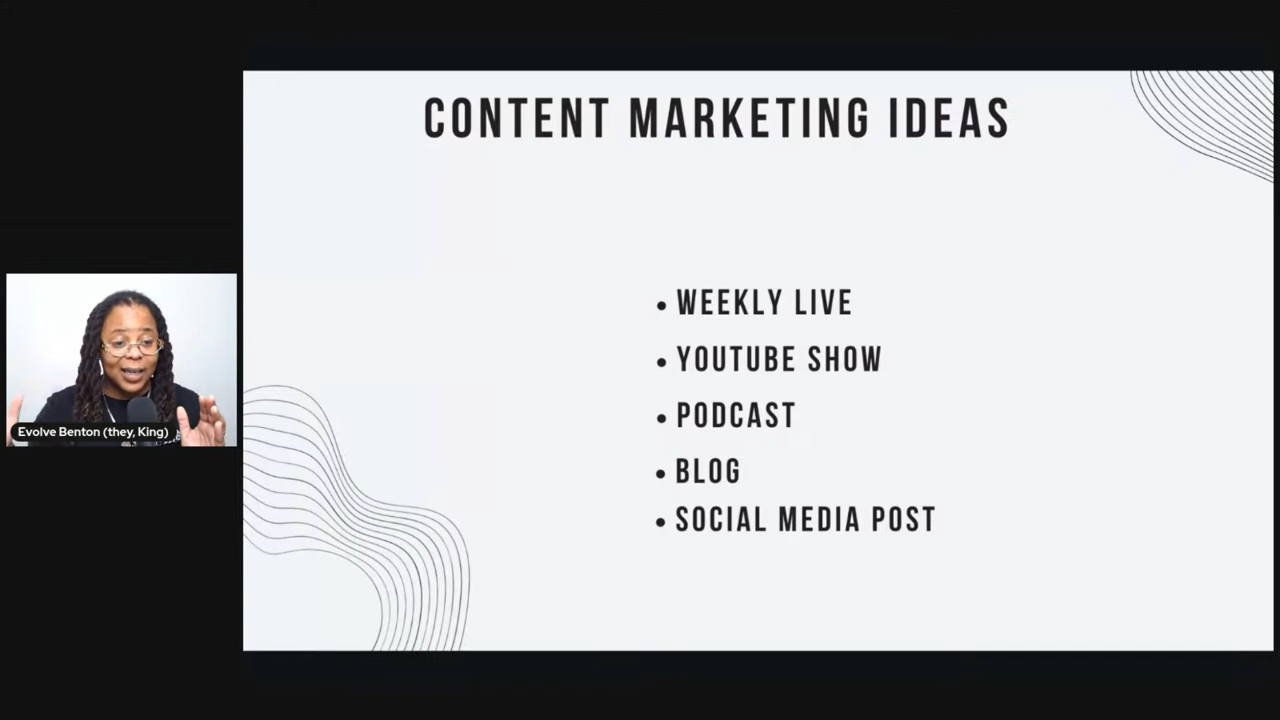 CONTENT MARKETING IDEAS
• WEEKLY LIVE
• YOUTUBE SHOW
• PODCAST
• BLOG
• SOCIAL MEDIA POST
Evolve Benton (they, King)